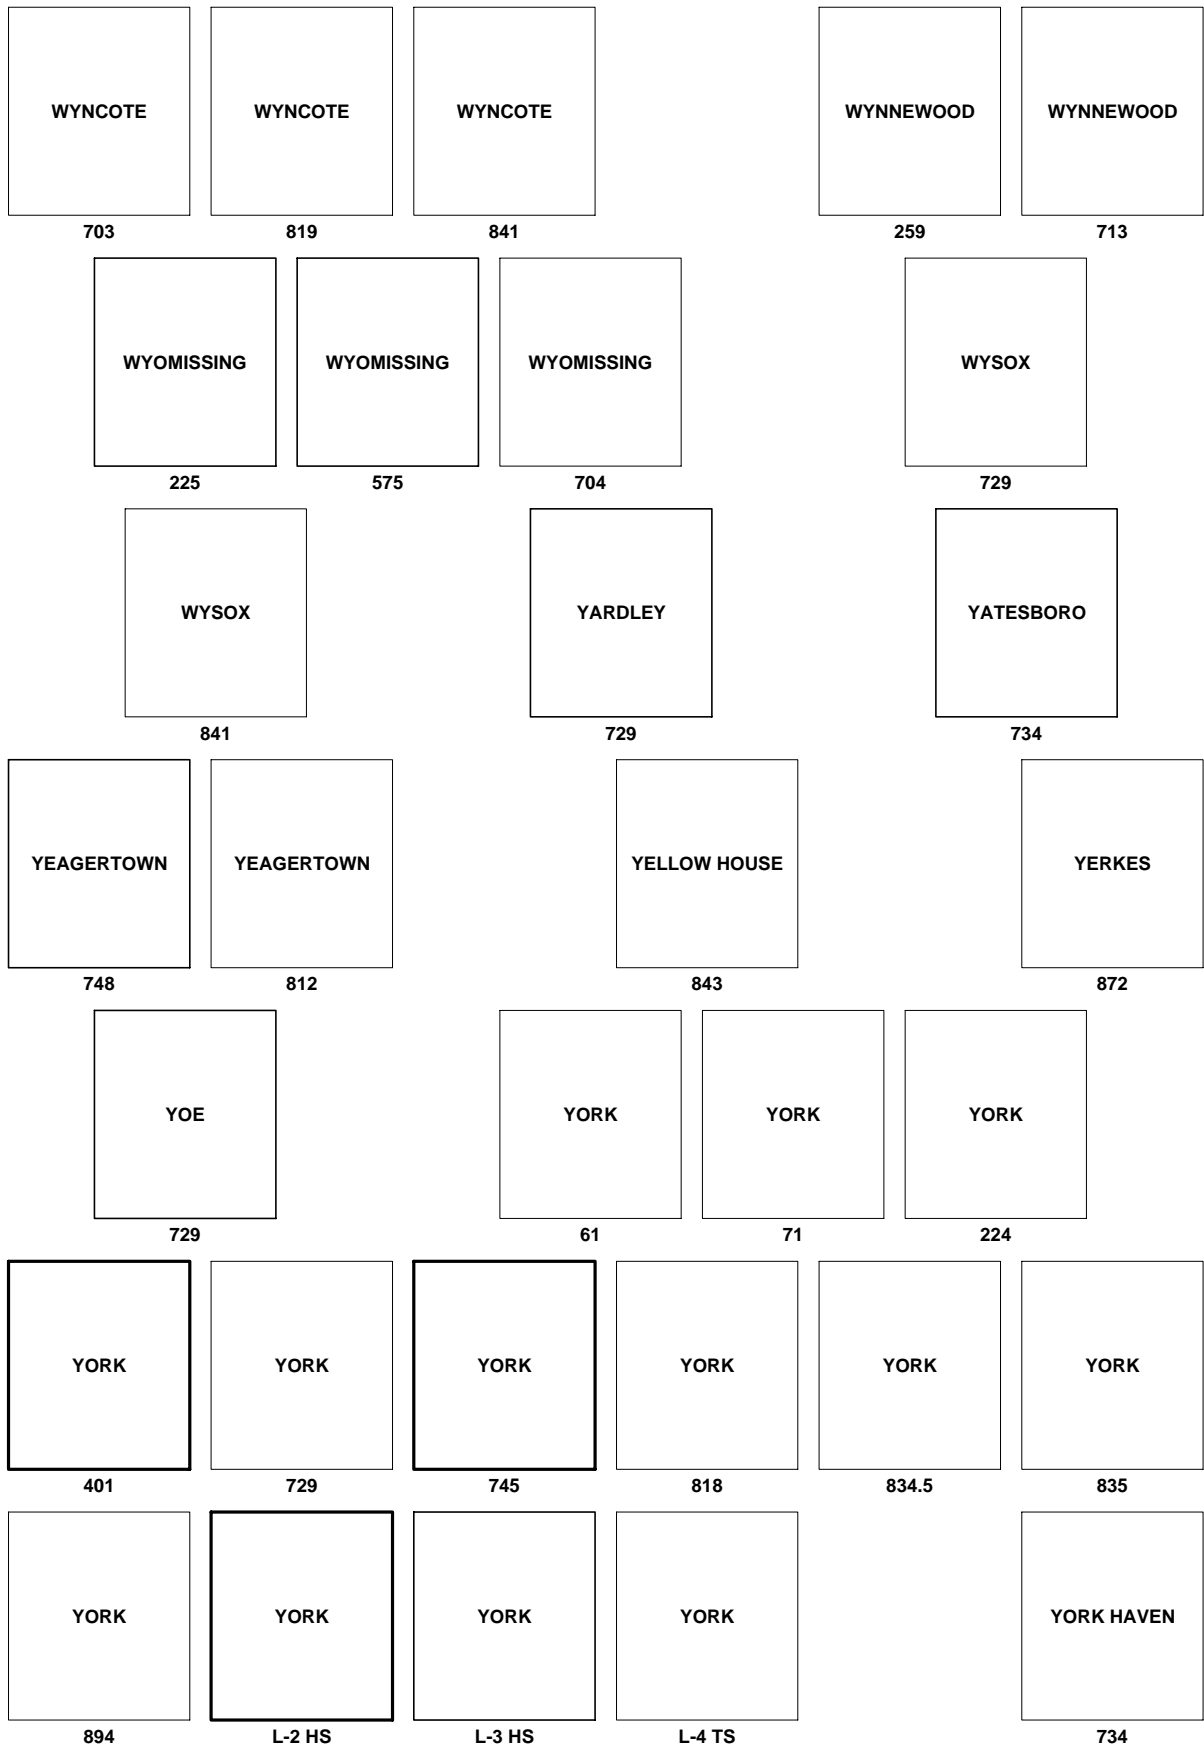 WYNCOTE WYNCOTE WYNCOTE WYNNEWOOD WYNNEWOOD
703 819 841 259 713
WYOMISSING WYOMISSING WYOMISSING WYSOX
225 575 704 729
WYSOX YARDLEY YATESBORO
841 729 734
YEAGERTOWN YEAGERTOWN YELLOW HOUSE YERKES
748 812 843 872
YOE YORK YORK YORK
729 61 71 224
YORK YORK YORK YORK YORK YORK
401 729 745 818 834.5 835
YORK YORK YORK YORK YORK HAVEN
894 L-2 HS L-3 HS L-4 TS 734